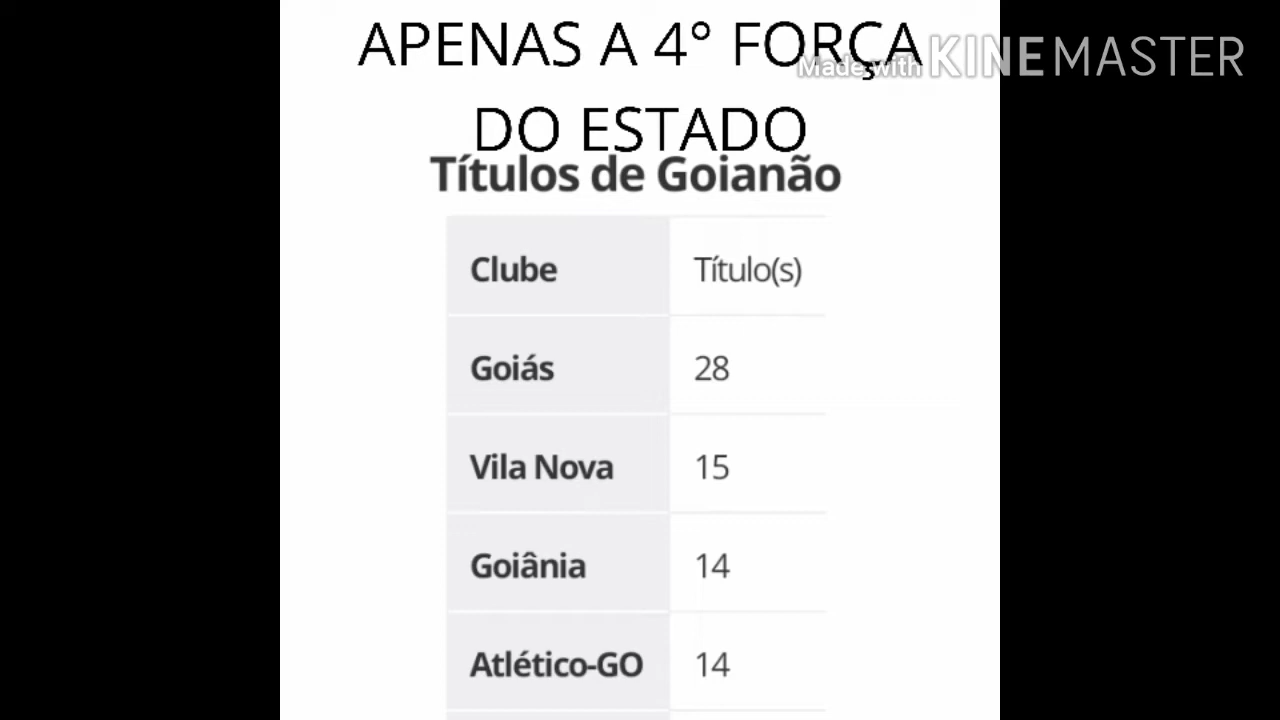 APENAS A 4° FORÇA
Made with KINEMASTER
DO ESTADO
Títulos de Goianão
Clube Título(s)
Goiás 28
Vila Nova 15
Goiânia 14
Atlético-GO 14